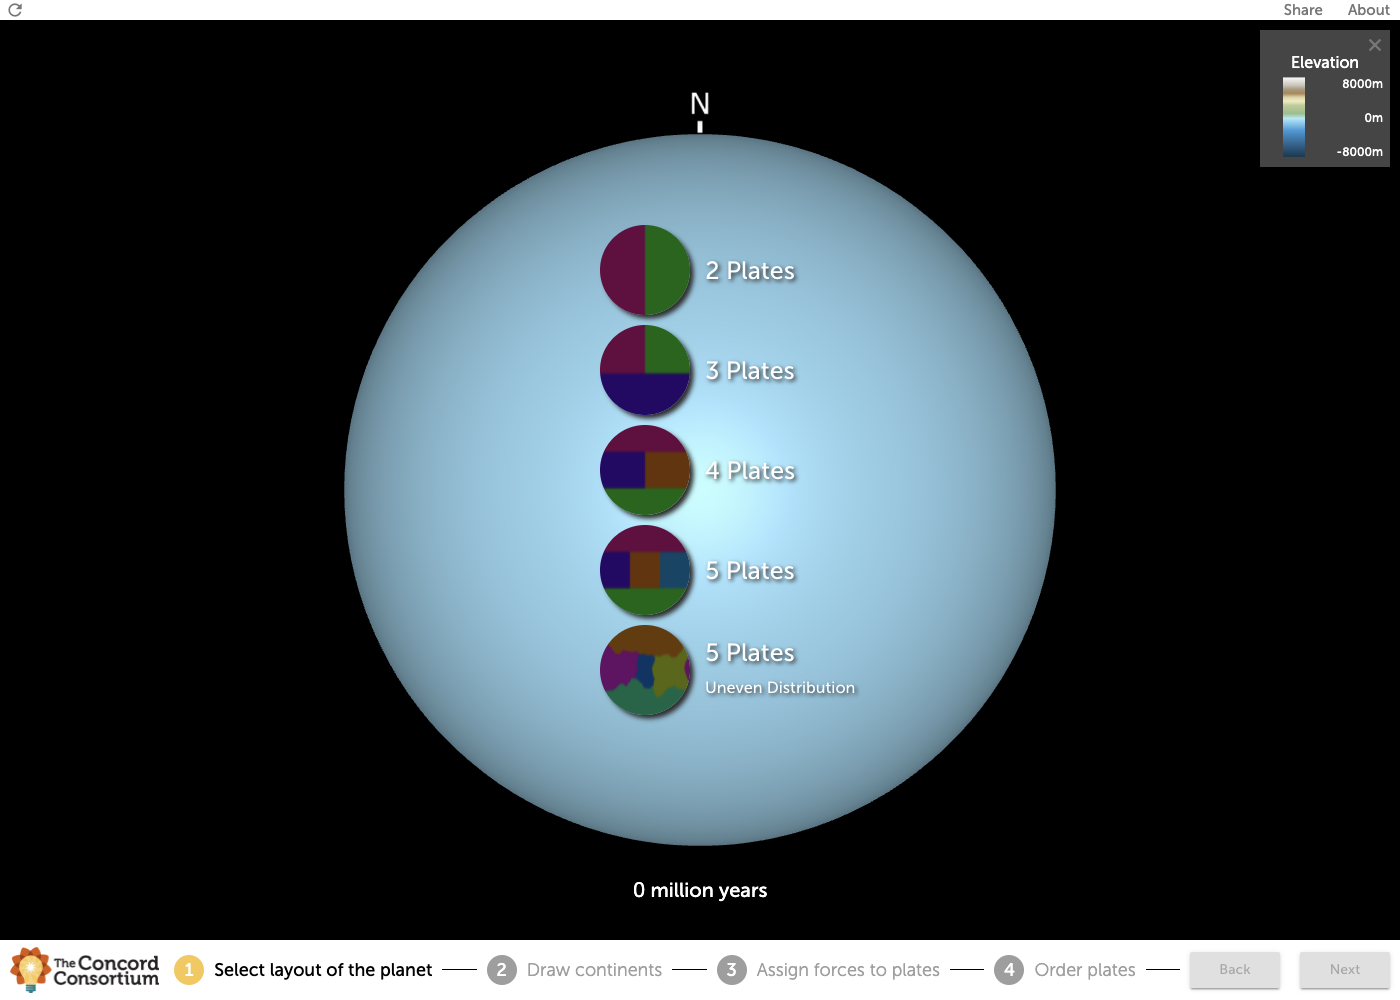 Share About
Elevation
8000m
0m
-8000m
N
2 Plates
3 Plates
4 Plates
5 Plates
5 Plates
Uneven Distribution
0 million years
The Concord
Consortium
1 Select layout of the planet
2 Draw continents
3 Assign forces to plates
4 Order plates
Back
Next